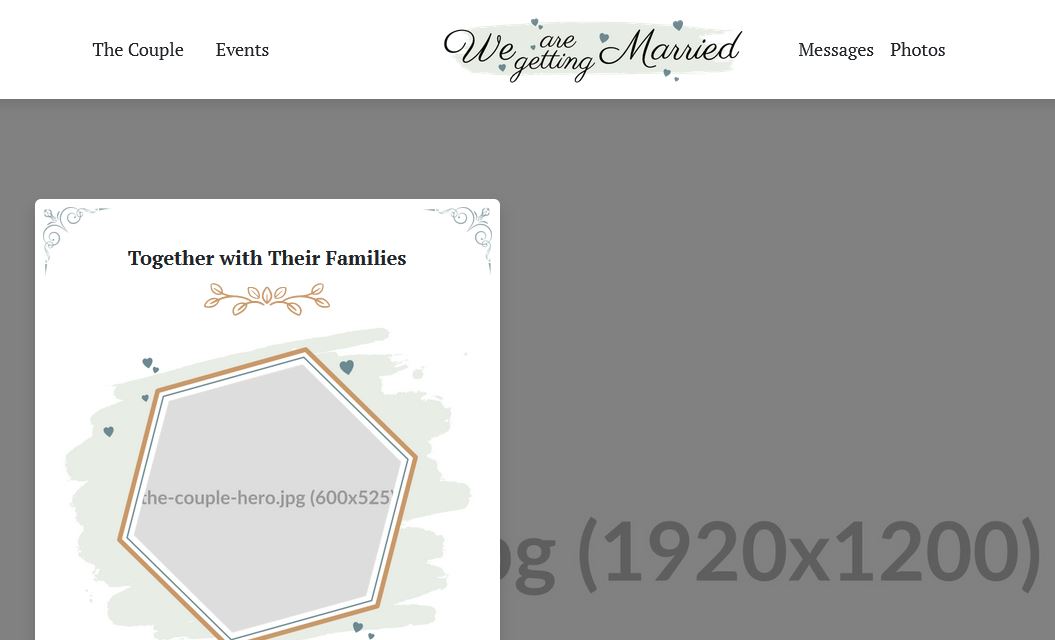 The Couple Events
We are getting Married
Messages Photos
Together with Their Families
the-couple-hero.jpg (600x525)
(1920x1200)